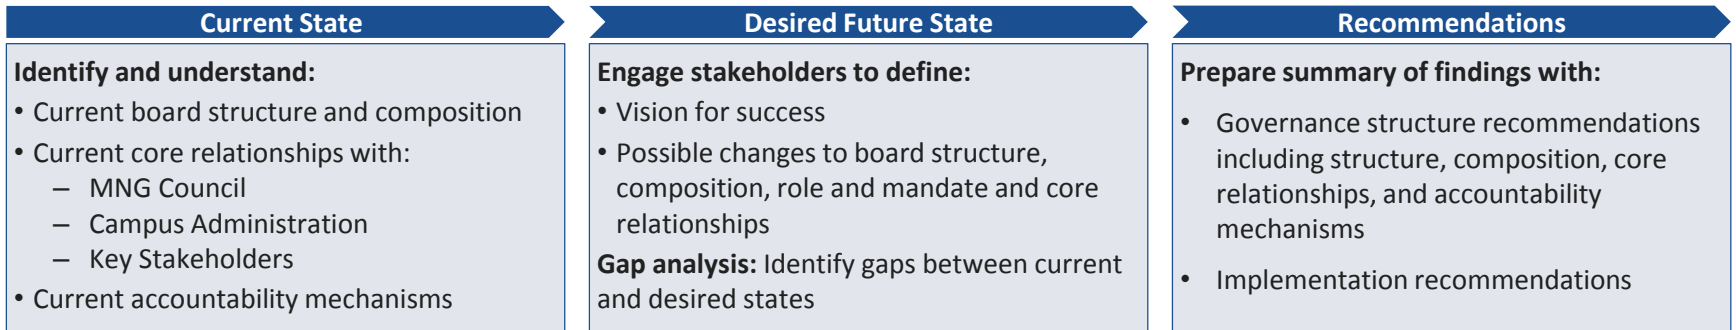 Current State
Identify and understand:
• Current board structure and composition
• Current core relationships with:
– MNG Council
– Campus Administration
– Key Stakeholders
• Current accountability mechanisms
Desired Future State
Engage stakeholders to define:
• Vision for success
• Possible changes to board structure,
composition, role and mandate and core
relationships
Gap analysis: Identify gaps between current
and desired states
Recommendations
Prepare summary of findings with:
• Governance structure recommendations
including structure, composition, core
relationships, and accountability
mechanisms
• Implementation recommendations